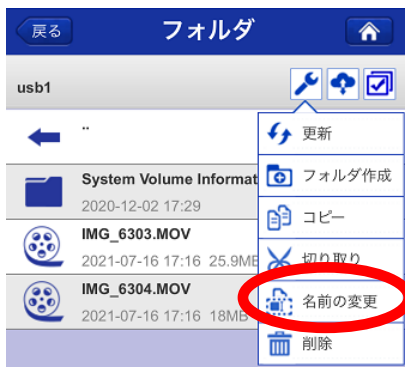 戻る
フォルダ
usb1
..
System Volume Informat
2020-12-02 17:29
IMG_6303.MOV
2021-07-16 17:16 25.9ME
IMG_6304.MOV
2021-07-16 17:16 18MB
更新
フォルダ作成
コピー
切り取り
名前の変更
削除